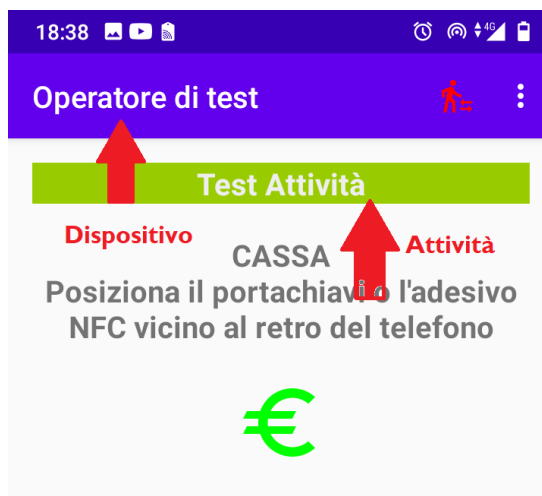 18:38
4G
Operatore di test
Test Attività
Dispositivo
Attività
CASSA
Posiziona il portachiavi o l'adesivo
NFC vicino al retro del telefono
€